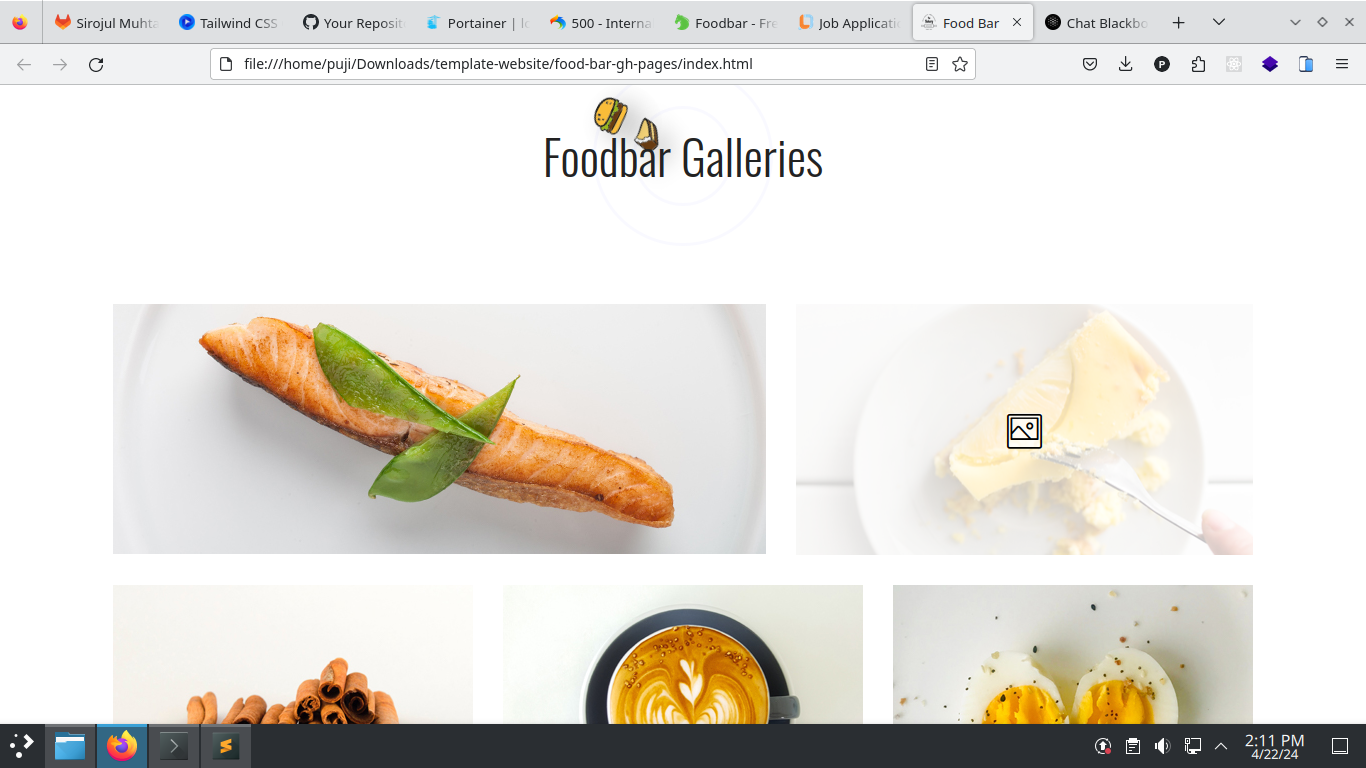 Sirojul Muhta
Tailwind CSS
Your Reposit
Portainer | lo
500 - Interna
Foodbar - Fre
Job Applicatio
Food Bar
Chat Blackbo
file:///home/puji/Downloads/template-website/food-bar-gh-pages/index.html
P
Foodbar Galleries
2:11 PM
4/22/24